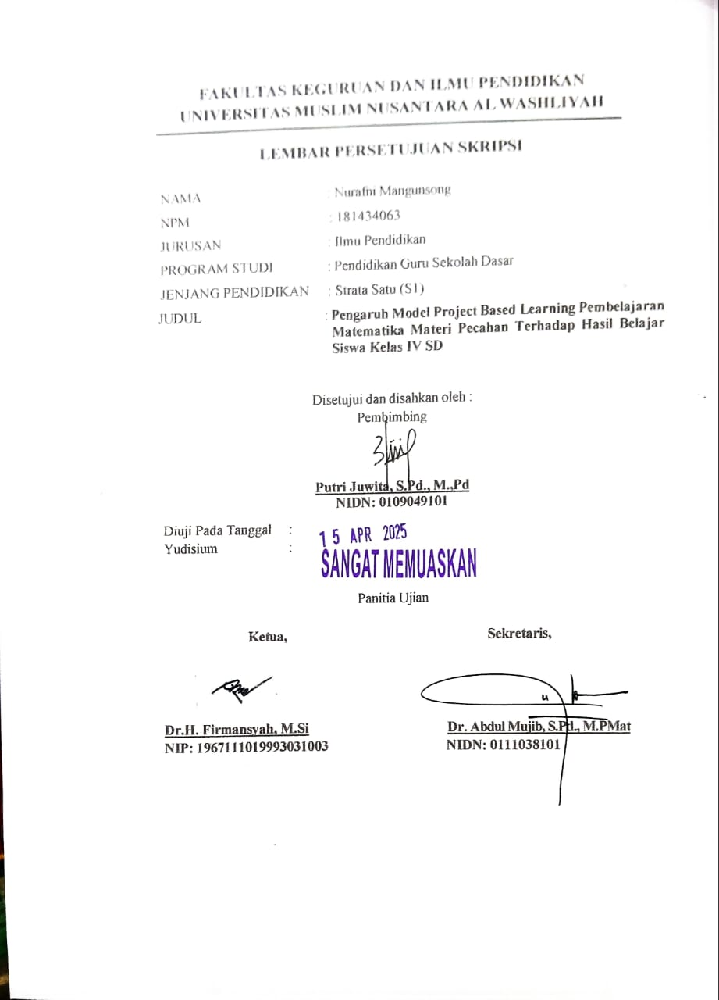 FAKULTAS KEGURUAN DAN ILMU PENDIDIKAN
UNIVERSITAS MUSLIM NUSANTARA AL WASHLIYAH
LEMBAR PERSETUJUAN SKRIPSI
NAMA : Nurafni Mangunsong
NPM : 181434063
JURUSAN : Ilmu Pendidikan
PROGRAM STUDI : Pendidikan Guru Sekolah Dasar
JENJANG PENDIDIKAN : Strata Satu (S1)
JUDUL : Pengaruh Model Project Based Learning Pembelajaran
Matematika Materi Pecahan Terhadap Hasil Belajar
Siswa Kelas IV SD
Disetujui dan disahkan oleh :
Pembimbing
Putri Juwita, S.Pd., M.,Pd
NIDN: 0109049101
Diuji Pada Tanggal : 15 APR 2025
Yudisium : SANGAT MEMUASKAN
Panitia Ujian
Ketua, Sekretaris,
Dr.H. Firmansyah, M.Si Dr. Abdul Mujib, S.Pd., M.PMat
NIP: 1967111019993031003 NIDN: 0111038101